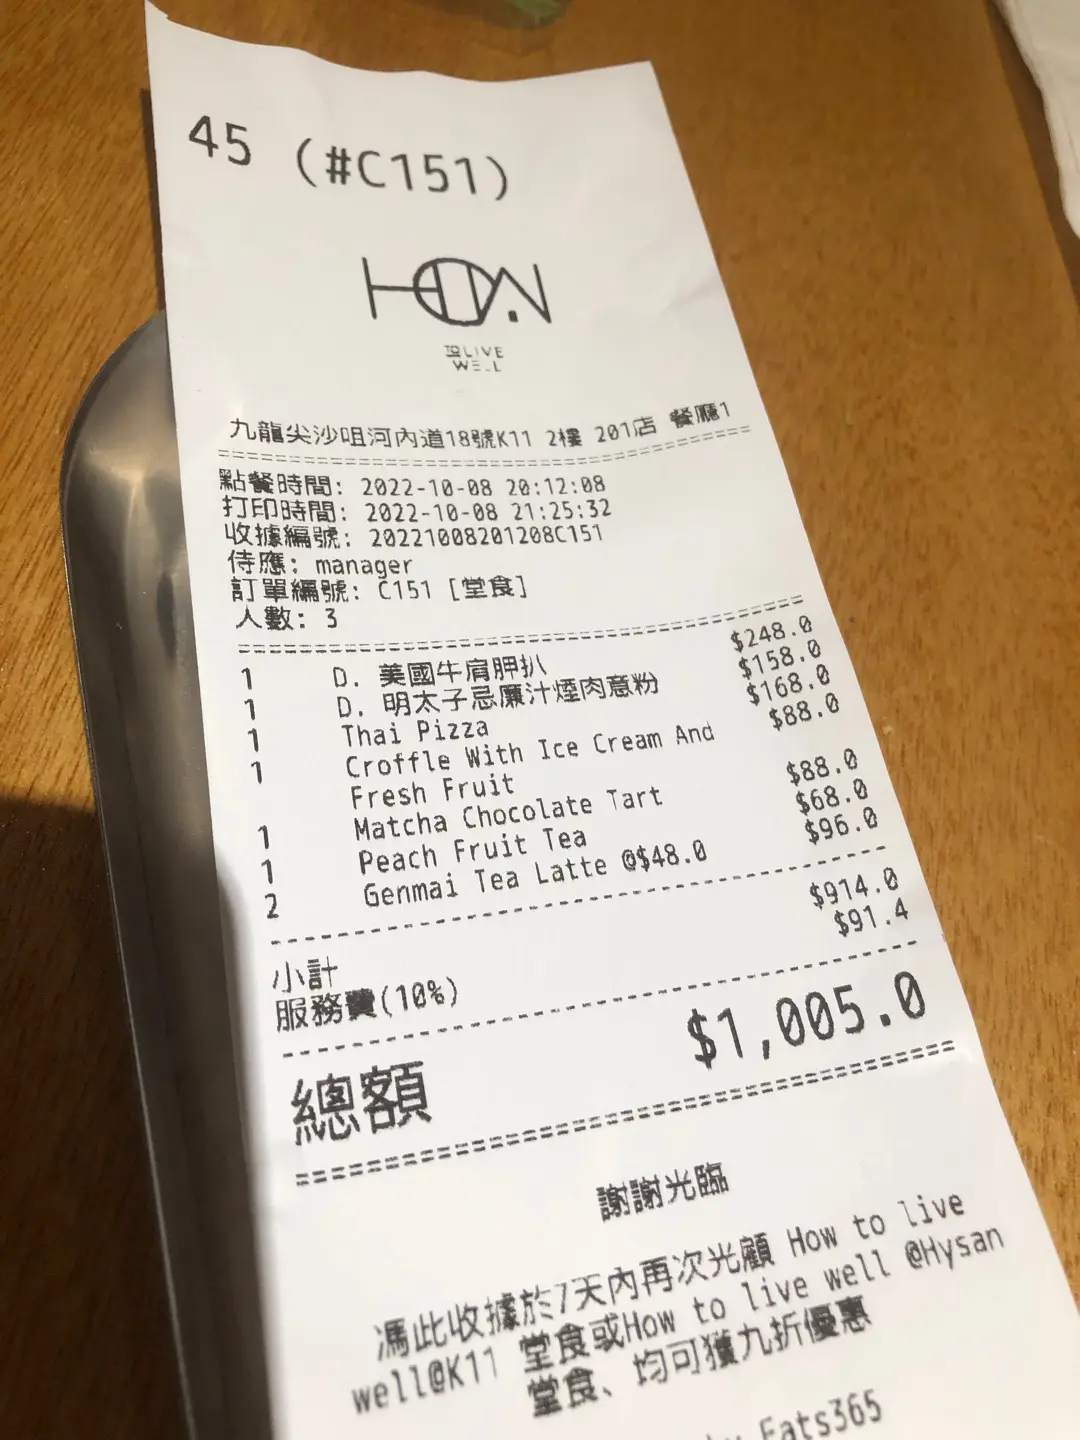 45 (#C151)
TO LIVE
WELL
九龍尖沙咀河內道18號K11 2樓 201店 餐廳1
點餐時間: 2022-10-08 20:12:08
打印時間: 2022-10-08 21:25:32
收據編號: 20221008201208C151
侍應: manager
訂單編號: C151 [堂食]
人數: 3
1 D. 美國牛肩胛扒 $248.0
1 D. 明太子忌廉汁煙肉意粉 $158.0
1 Thai Pizza $168.0
1 Croffle With Ice Cream And $88.0
Fresh Fruit
1 Matcha Chocolate Tart $88.0
1 Peach Fruit Tea $68.0
2 Genmai Tea Latte @$48.0 $96.0
小計 $914.0
服務費(10%) $91.4
總額 $1,005.0
謝謝光臨
馮此收據於7天內再次光顧 How to live
well@K11 堂食或How to live well @Hysan
堂食、均可獲九折優惠
Eats365